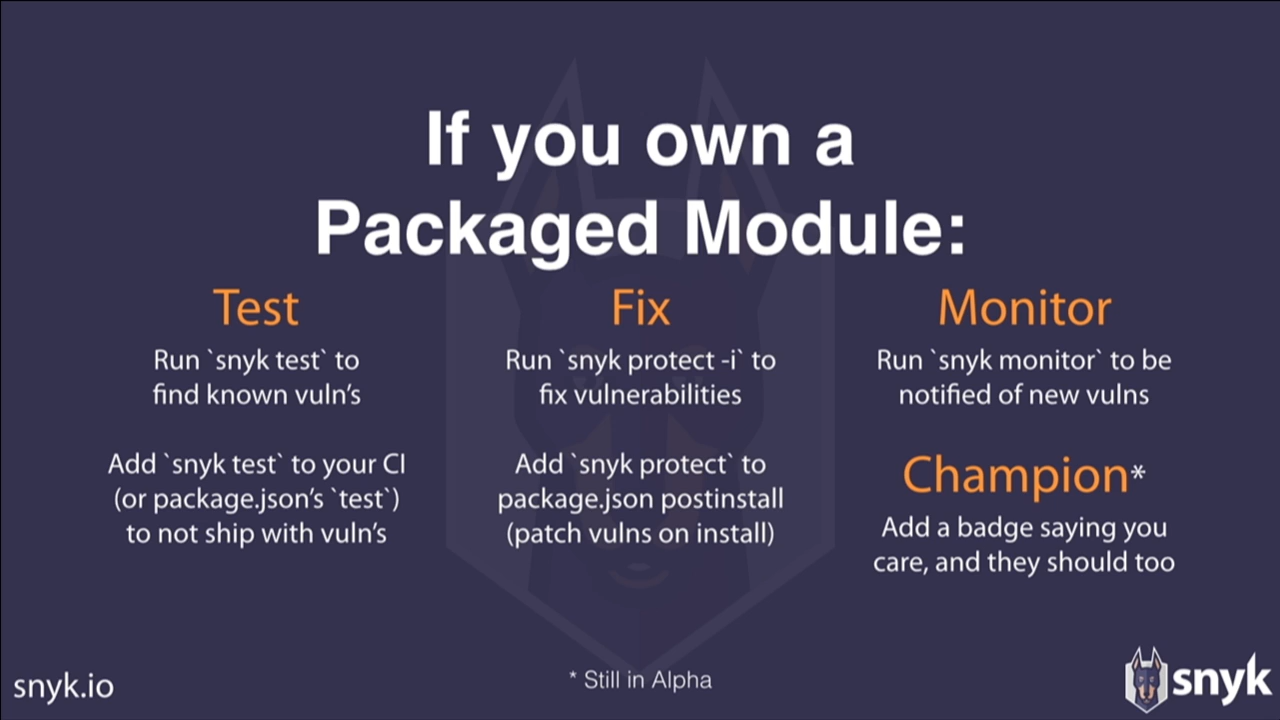 If you own a
Packaged Module:
Test
Run `snyk test` to
find known vuln’s
Add `snyk test` to your CI
(or package.json’s `test`)
to not ship with vuln’s
Fix
Run `snyk protect -i` to
fix vulnerabilities
Add `snyk protect` to
package.json postinstall
(patch vulns on install)
Monitor
Run `snyk monitor` to be
notified of new vulns
Champion*
Add a badge saying you
care, and they should too
snyk.io
* Still in Alpha
snyk